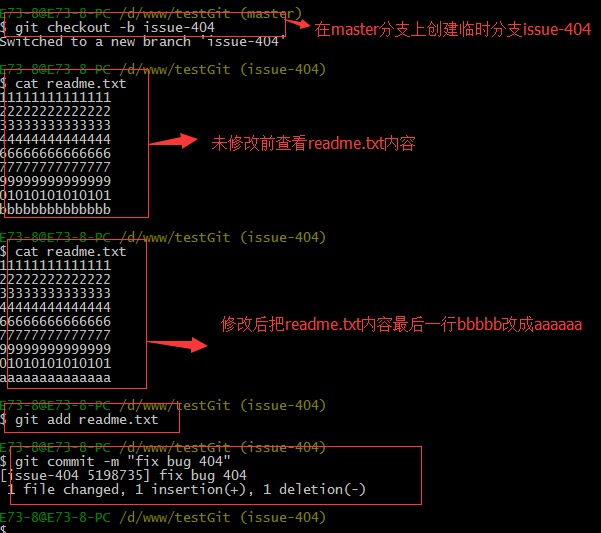 E73-8@E73-8-PC /d/www/testGit (master)
$ git checkout -b issue-404
在master分支上创建临时分支issue-404
Switched to a new branch 'issue-404'
E73-8@E73-8-PC /d/www/testGit (issue-404)
$ cat readme.txt
11111111111111
22222222222222
33333333333333
44444444444444
66666666666666
未修改前查看readme.txt内容
77777777777777
99999999999999
01010101010101
bbbbbbbbbbbbbb
E73-8@E73-8-PC /d/www/testGit (issue-404)
$ cat readme.txt
11111111111111
22222222222222
33333333333333
44444444444444
66666666666666
修改后把readme.txt内容最后一行bbbbb改成aaaaaa
77777777777777
99999999999999
01010101010101
aaaaaaaaaaaaaa
E73-8@E73-8-PC /d/www/testGit (issue-404)
$ git add readme.txt
E73-8@E73-8-PC /d/www/testGit (issue-404)
$ git commit -m "fix bug 404"
[issue-404 5198735] fix bug 404
1 file changed, 1 insertion(+), 1 deletion(-)
E73-8@E73-8-PC /d/www/testGit (issue-404)
$